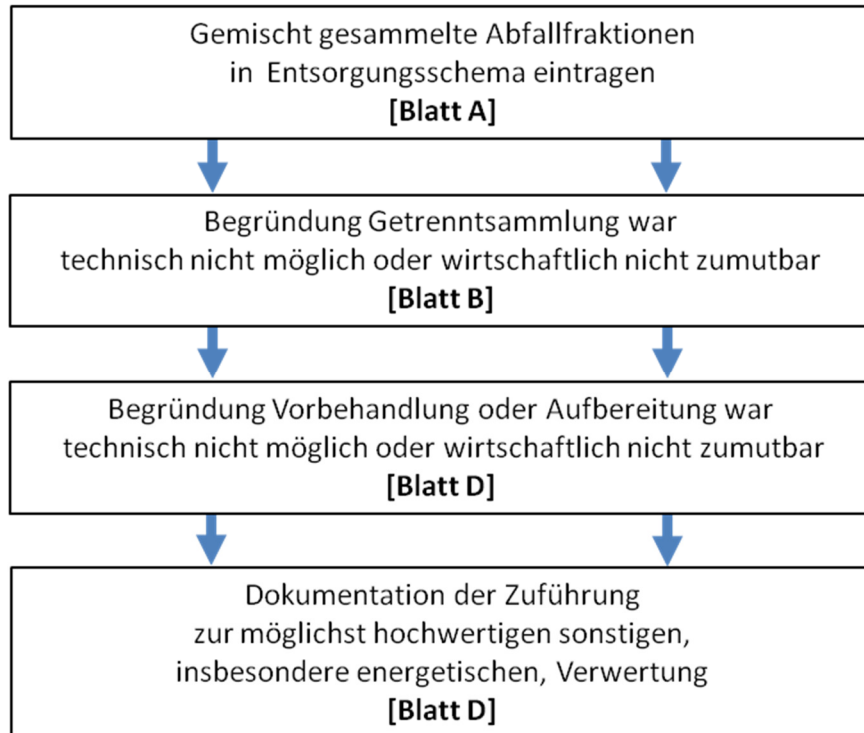 Gemischt gesammelte Abfallfraktionen
in Entsorgungsschema eintragen
[Blatt A]
Begründung Getrenntsammlung war
technisch nicht möglich oder wirtschaftlich nicht zumutbar
[Blatt B]
Begründung Vorbehandlung oder Aufbereitung war
technisch nicht möglich oder wirtschaftlich nicht zumutbar
[Blatt D]
Dokumentation der Zuführung
zur möglichst hochwertigen sonstigen,
insbesondere energetischen, Verwertung
[Blatt D]